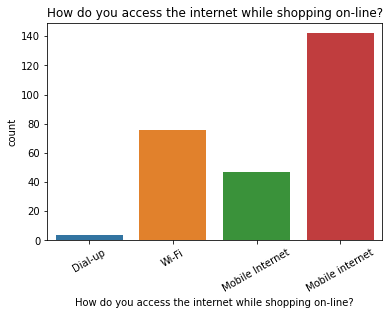 How do you access the internet while shopping on-line?
count
140
120
100
80
60
40
20
0
Dial-up
Wi-Fi
Mobile Internet
Mobile internet
How do you access the internet while shopping on-line?